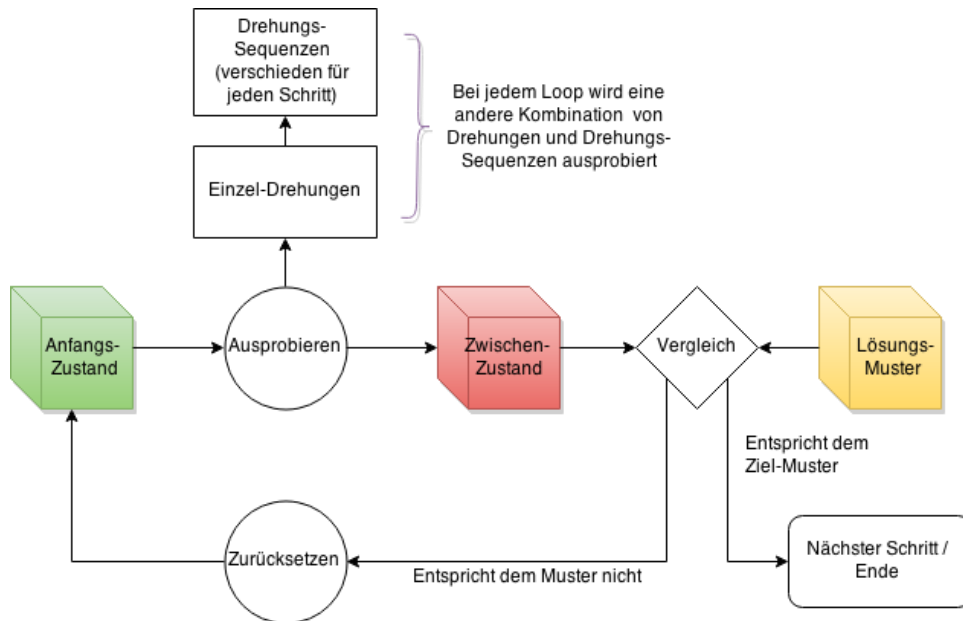 Drehungs-
Sequenzen
(verschieden für
jeden Schritt)
Bei jedem Loop wird eine
andere Kombination von
Drehungen und Drehungs-
Sequenzen ausprobiert
Einzel-Drehungen
Anfangs-
Zustand
Ausprobieren
Zwischen-
Zustand
Vergleich
Lösungs-
Muster
Entspricht dem
Ziel-Muster
Zurücksetzen
Entspricht dem Muster nicht
Nächster Schritt /
Ende